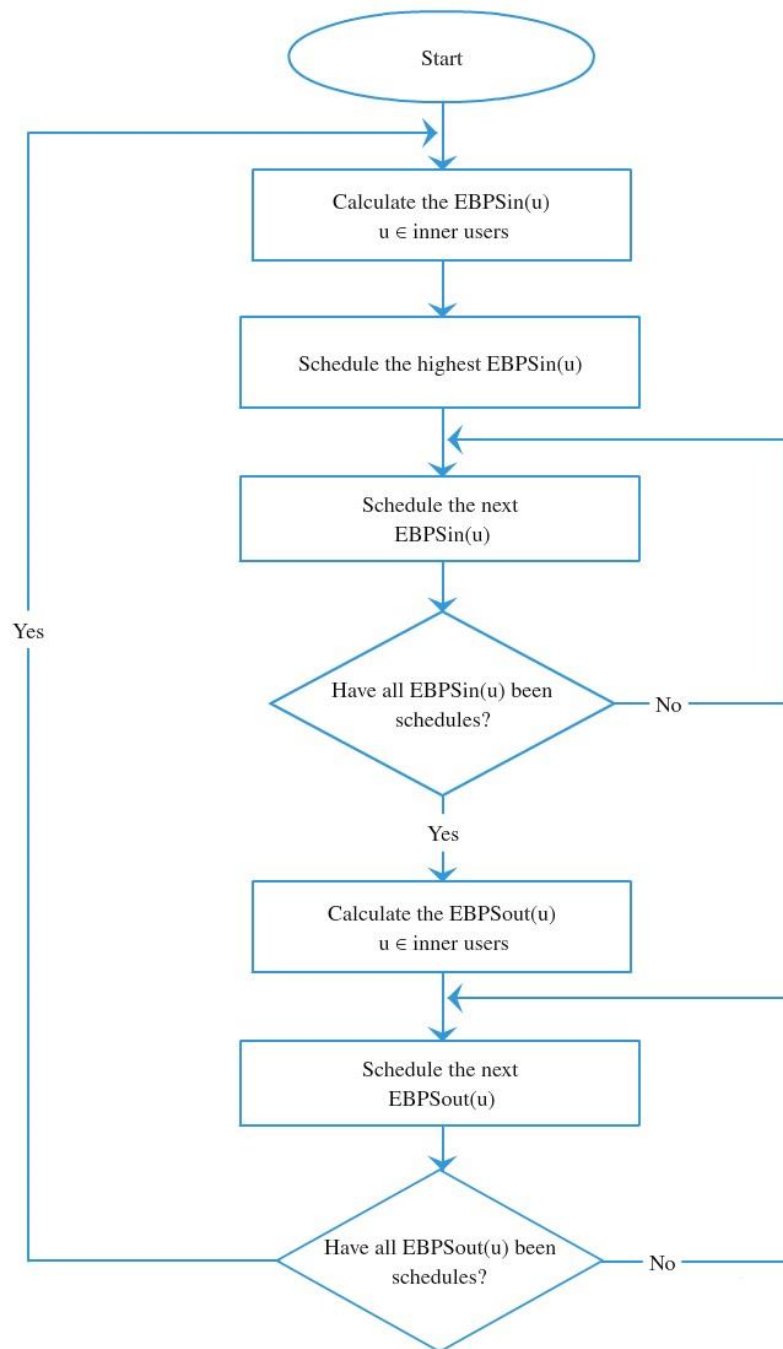 Start
Calculate the EBPSin(u)
u ∈ inner users
Schedule the highest EBPSin(u)
Schedule the next
EBPSin(u)
Yes
Have all EBPSin(u) been
schedules?
No
Yes
Calculate the EBPSout(u)
u ∈ inner users
Schedule the next
EBPSout(u)
Have all EBPSout(u) been
schedules?
No